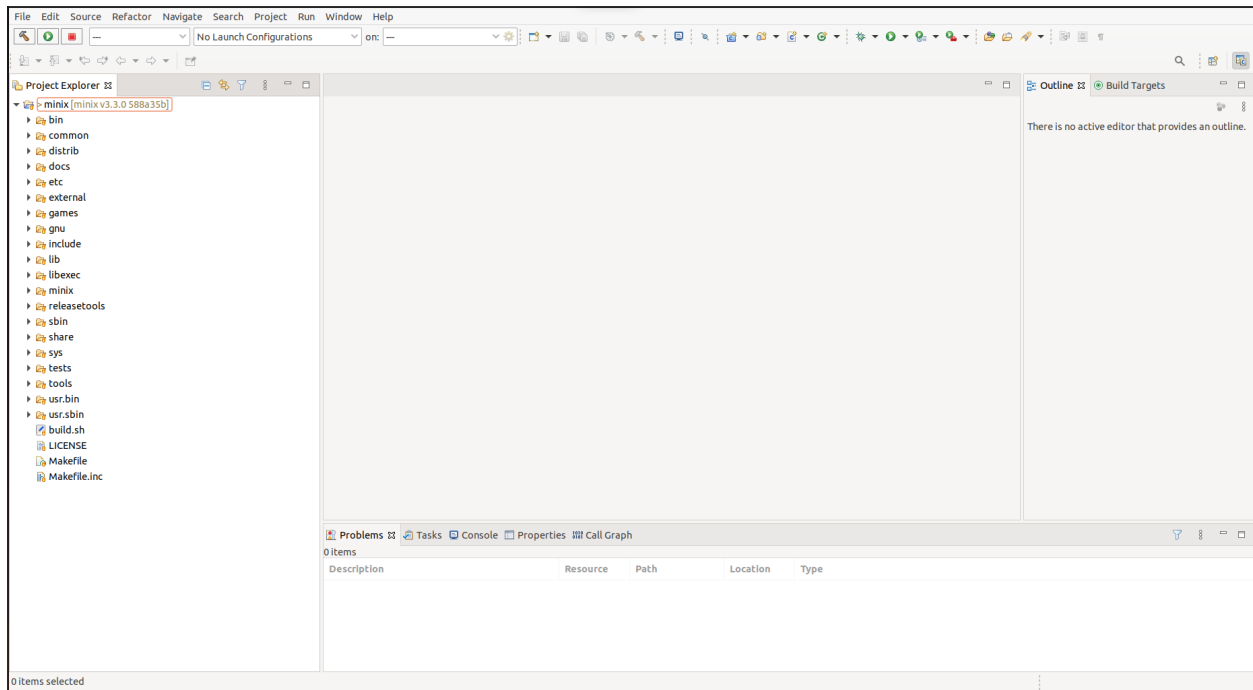 File Edit Source Refactor Navigate Search Project Run Window Help
--- No Launch Configurations on: ---
Project Explorer
Outline Build Targets
> minix [minix v3.3.0 588a35b]
There is no active editor that provides an outline.
bin
common
distrib
docs
etc
external
games
gnu
include
lib
libexec
minix
releasetools
sbin
share
sys
tests
tools
usr.bin
usr.sbin
build.sh
LICENSE
Makefile
Makefile.inc
Problems Tasks Console Properties Call Graph
0 items
Description Resource Path Location Type
0 items selected